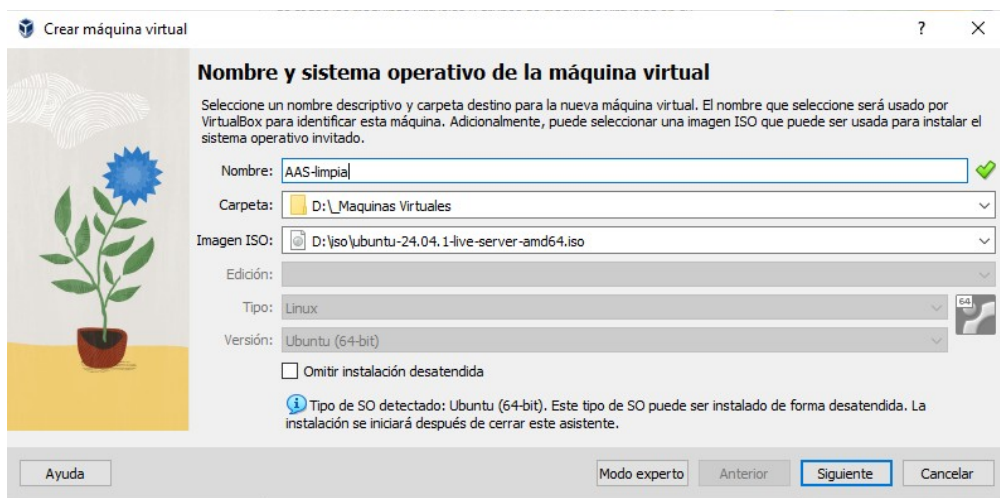 Crear máquina virtual
?
Nombre y sistema operativo de la máquina virtual
Seleccione un nombre descriptivo y carpeta destino para la nueva máquina virtual. El nombre que seleccione será usado por
VirtualBox para identificar esta máquina. Adicionalmente, puede seleccionar una imagen ISO que puede ser usada para instalar el
sistema operativo invitado.
Nombre: AAS-limpia
Carpeta: D:\_Maquinas Virtuales
Imagen ISO: D:\iso\ubuntu-24.04.1-live-server-amd64.iso
Edición:
Tipo: Linux
64
Versión: Ubuntu (64-bit)
Omitir instalación desatendida
Tipo de SO detectado: Ubuntu (64-bit). Este tipo de SO puede ser instalado de forma desatendida. La
instalación se iniciará después de cerrar este asistente.
Ayuda Modo experto Anterior Siguiente Cancelar